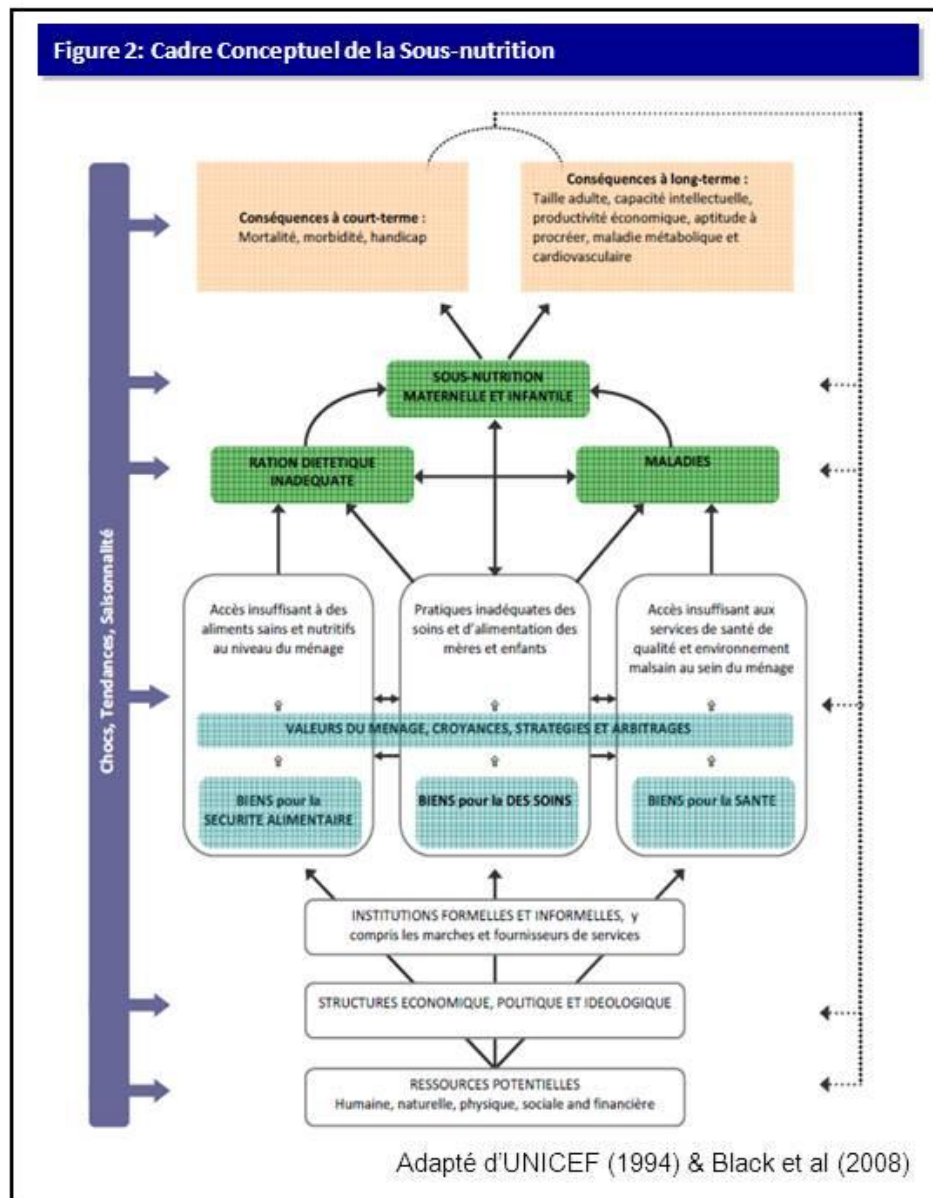 Figure 2: Cadre Conceptuel de la Sous-nutrition
Conséquences à court-terme :
Mortalité, morbidité, handicap
Conséquences à long-terme :
Taille adulte, capacité intellectuelle,
productivité économique, aptitude à
procréer, maladie métabolique et
cardiovasculaire
SOUS-NUTRITION
MATERNELLE ET INFANTILE
RATION DIETETIQUE
INADEQUATE
MALADIES
Chocs, Tendances, Saisonnalité
Accès insuffisant à des
aliments sains et nutritifs
au niveau du ménage
Pratiques inadéquates des
soins et d'alimentation des
mères et enfants
Accès insuffisant aux
services de santé de
qualité et environnement
malsain au sein du ménage
VALEURS DU MENAGE, CROYANCES, STRATEGIES ET ARBITRAGES
BIENS pour la
SECURITE ALIMENTAIRE
BIENS pour la DES SOINS
BIENS pour la SANTE
INSTITUTIONS FORMELLES ET INFORMELLES, y
compris les marches et fournisseurs de services
STRUCTURES ECONOMIQUE, POLITIQUE ET IDEOLOGIQUE
RESSOURCES POTENTIELLES
Humaine, naturelle, physique, sociale and financière
Adapté d'UNICEF (1994) & Black et al (2008)